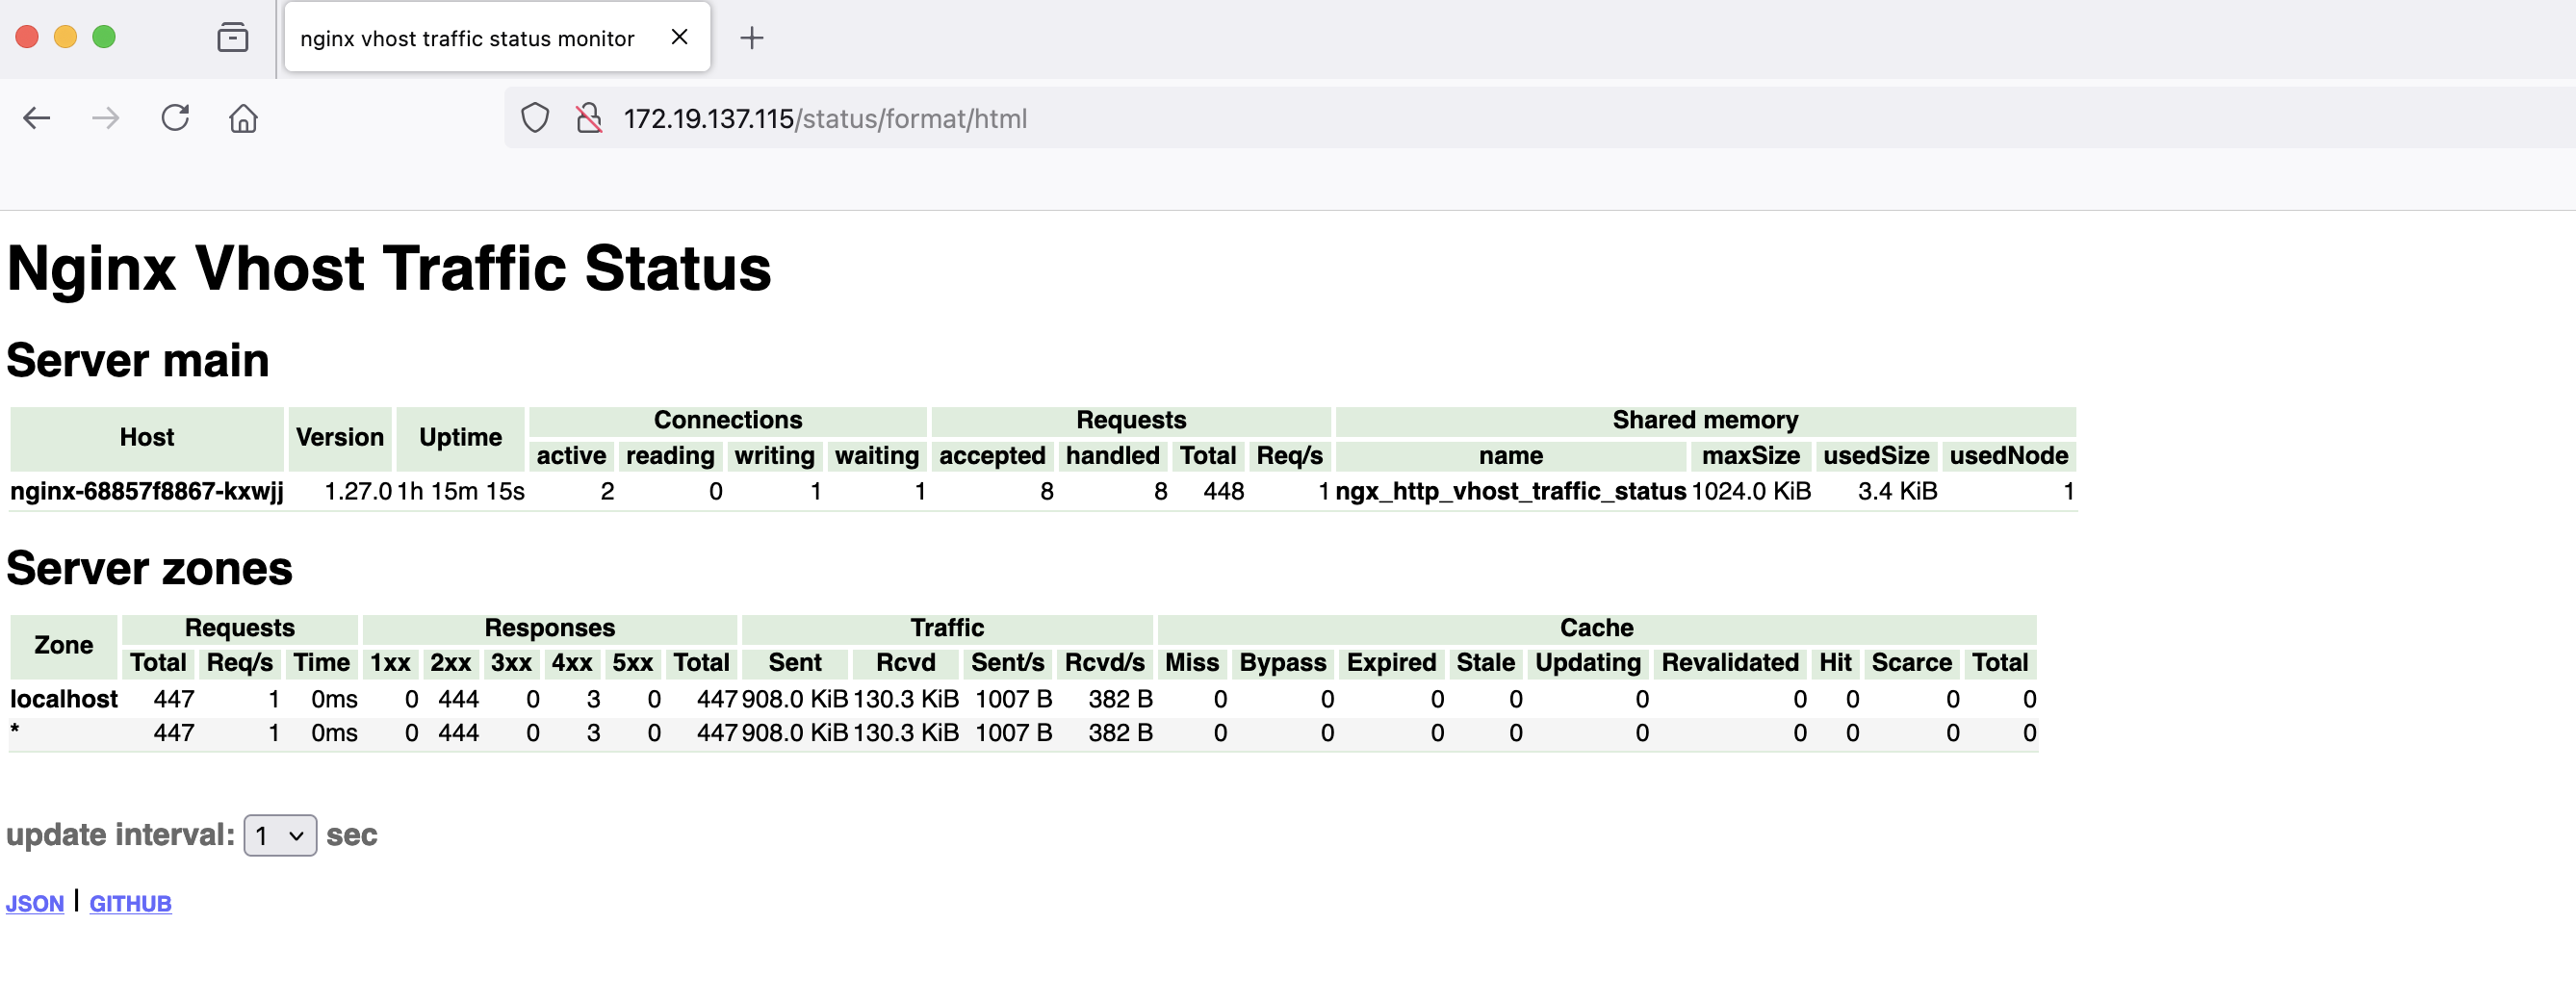 nginx vhost traffic status monitor
172.19.137.115/status/format/html
Nginx Vhost Traffic Status
Server main
Host Version Uptime Connections Requests Shared memory
active reading writing waiting accepted handled Total Req/s name maxSize usedSize usedNode
nginx-68857f8867-kxwjj 1.27.0 1h 15m 15s 2 0 1 1 8 8 448 1 ngx_http_vhost_traffic_status 1024.0 KiB 3.4 KiB 1
Server zones
Zone Requests Responses Traffic Cache
Total Req/s Time 1xx 2xx 3xx 4xx 5xx Total Sent Rcvd Sent/s Rcvd/s Miss Bypass Expired Stale Updating Revalidated Hit Scarce Total
localhost 447 1 0ms 0 444 0 3 0 447 908.0 KiB 130.3 KiB 1007 B 382 B 0 0 0 0 0 0 0 0 0
* 447 1 0ms 0 444 0 3 0 447 908.0 KiB 130.3 KiB 1007 B 382 B 0 0 0 0 0 0 0 0 0
update interval: 1 sec
JSON | GITHUB